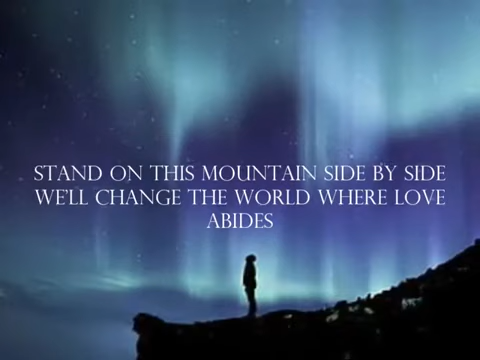 STAND ON THIS MOUNTAIN SIDE BY SIDE
WE'LL CHANGE THE WORLD WHERE LOVE
ABIDES